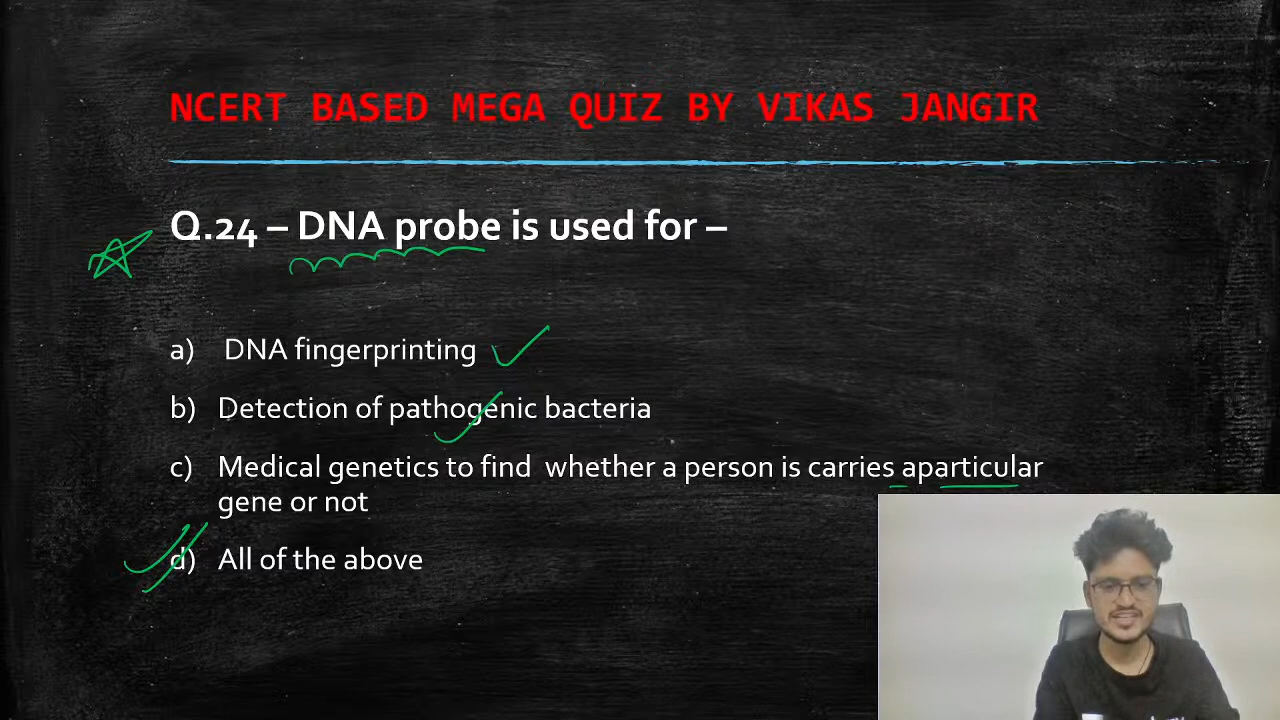 NCERT BASED MEGA QUIZ BY VIKAS JANGIR
Q.24 – DNA probe is used for –
a) DNA fingerprinting
b) Detection of pathogenic bacteria
c) Medical genetics to find whether a person is carries aparticular
gene or not
d) All of the above